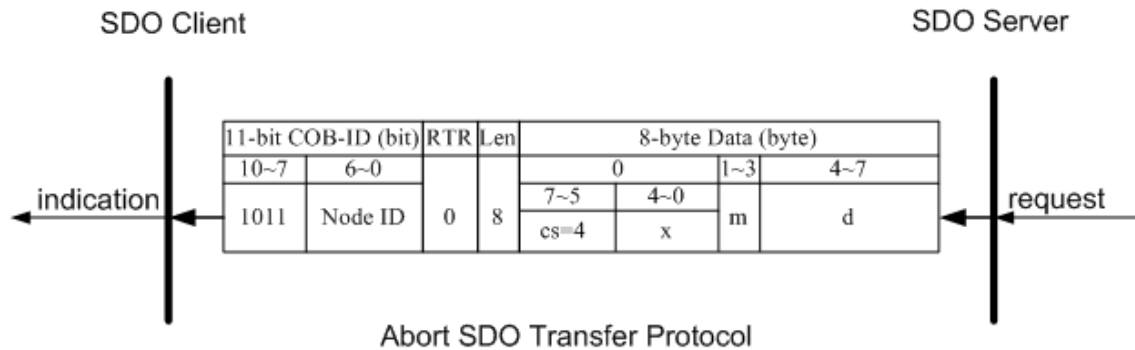 SDO Client SDO Server
11-bit COB-ID (bit) RTR Len 8-byte Data (byte)
10~7 6~0 0 1~3 4~7
indication 1011 Node ID 0 8 7~5 4~0 m d request
cs=4 x
Abort SDO Transfer Protocol